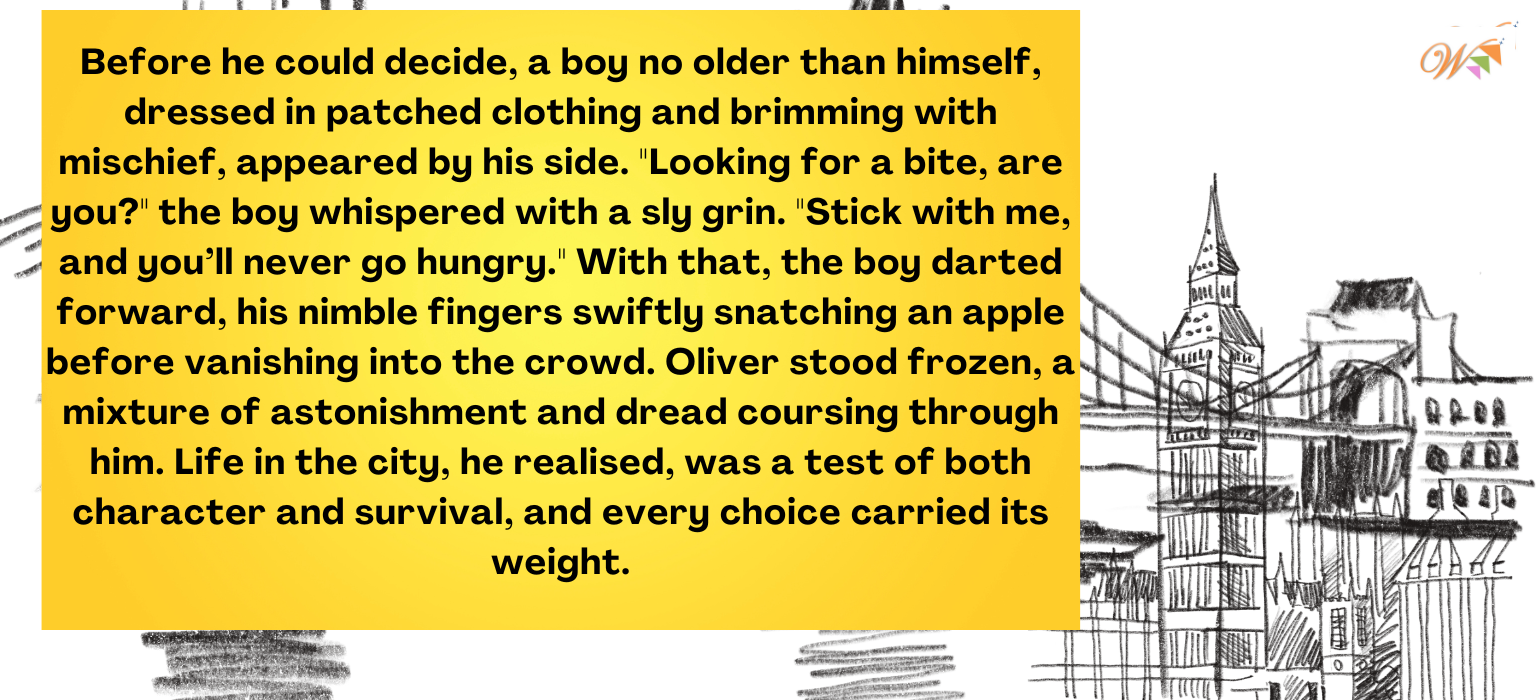 Before he could decide, a boy no older than himself,
dressed in patched clothing and brimming with
mischief, appeared by his side. "Looking for a bite, are
you?" the boy whispered with a sly grin. "Stick with me,
and you’ll never go hungry." With that, the boy darted
forward, his nimble fingers swiftly snatching an apple
before vanishing into the crowd. Oliver stood frozen, a
mixture of astonishment and dread coursing through
him. Life in the city, he realised, was a test of both
character and survival, and every choice carried its
weight.
W